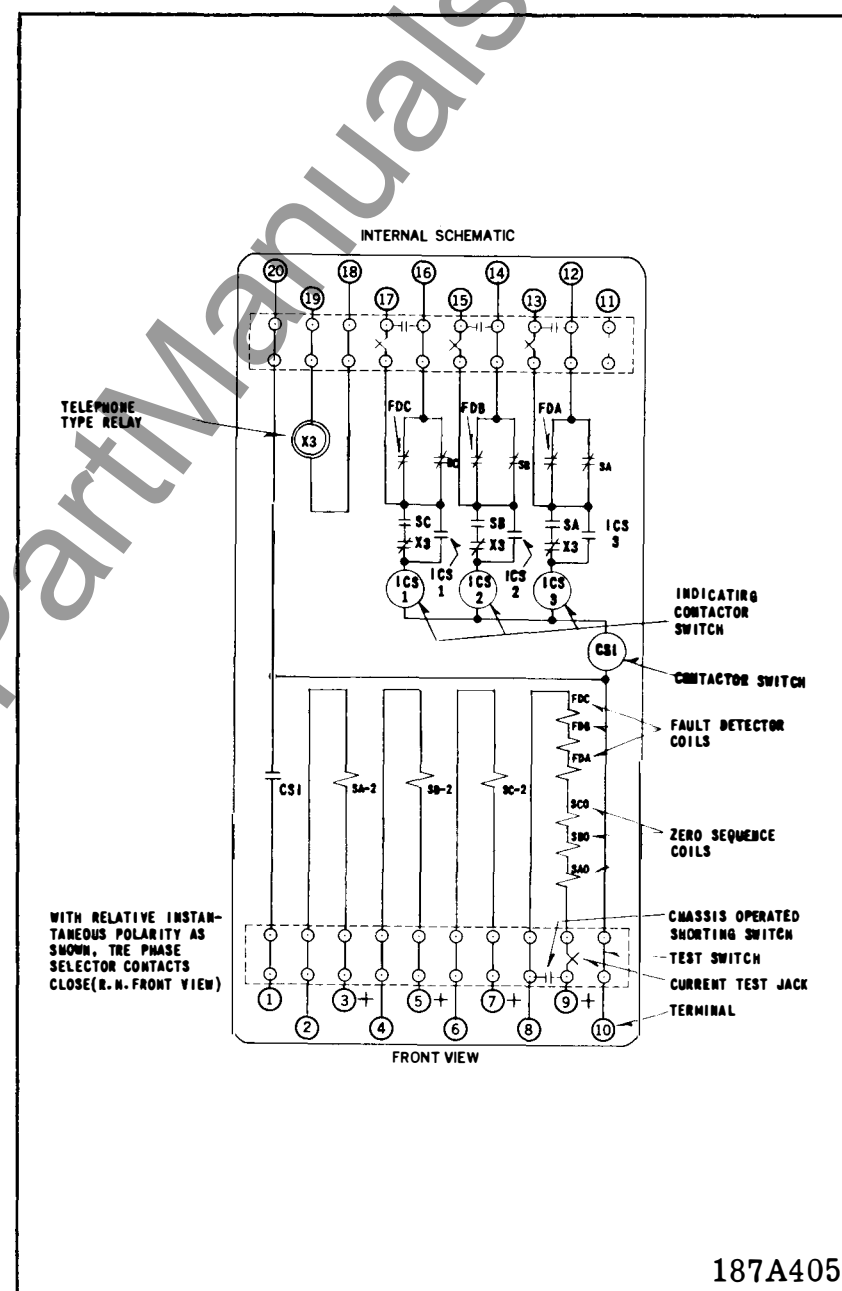 PartManuals
INTERNAL SCHEMATIC
20
18
16
14
12
19
17
15
13
11
TELEPHONE
TYPE RELAY
X3
FDC
FDB
FDA
SB
SA
SC
SB
SA
ICS
3
X3
X3
X3
ICS
1
ICS
2
ICS
1
ICS
2
ICS
3
INDICATIRG
CONTACTOR
SWITCH
CS1
CONTACTOR SWITCH
FDC
FDB
FDA
FAULT DETECTOR
COILS
CS1
SA-2
SB-2
SC-2
SCO
SBO
SAO
ZERO SEQUENCE
COILS
WITH RELATIVE INSTAN-
TANEOUS POLARITY AS
SHOWN, TRE PHASE
SELECTOR CONTACTS
CLOSE(R.H.FRONT VIEW)
CHASSIS OPERATED
SHORTING SWITCH
TEST SWITCH
CURRENT TEST JACK
TERMINAL
1
3 +
5 +
7 +
9 +
2
4
6
8
10
FRONT VIEW
187A405